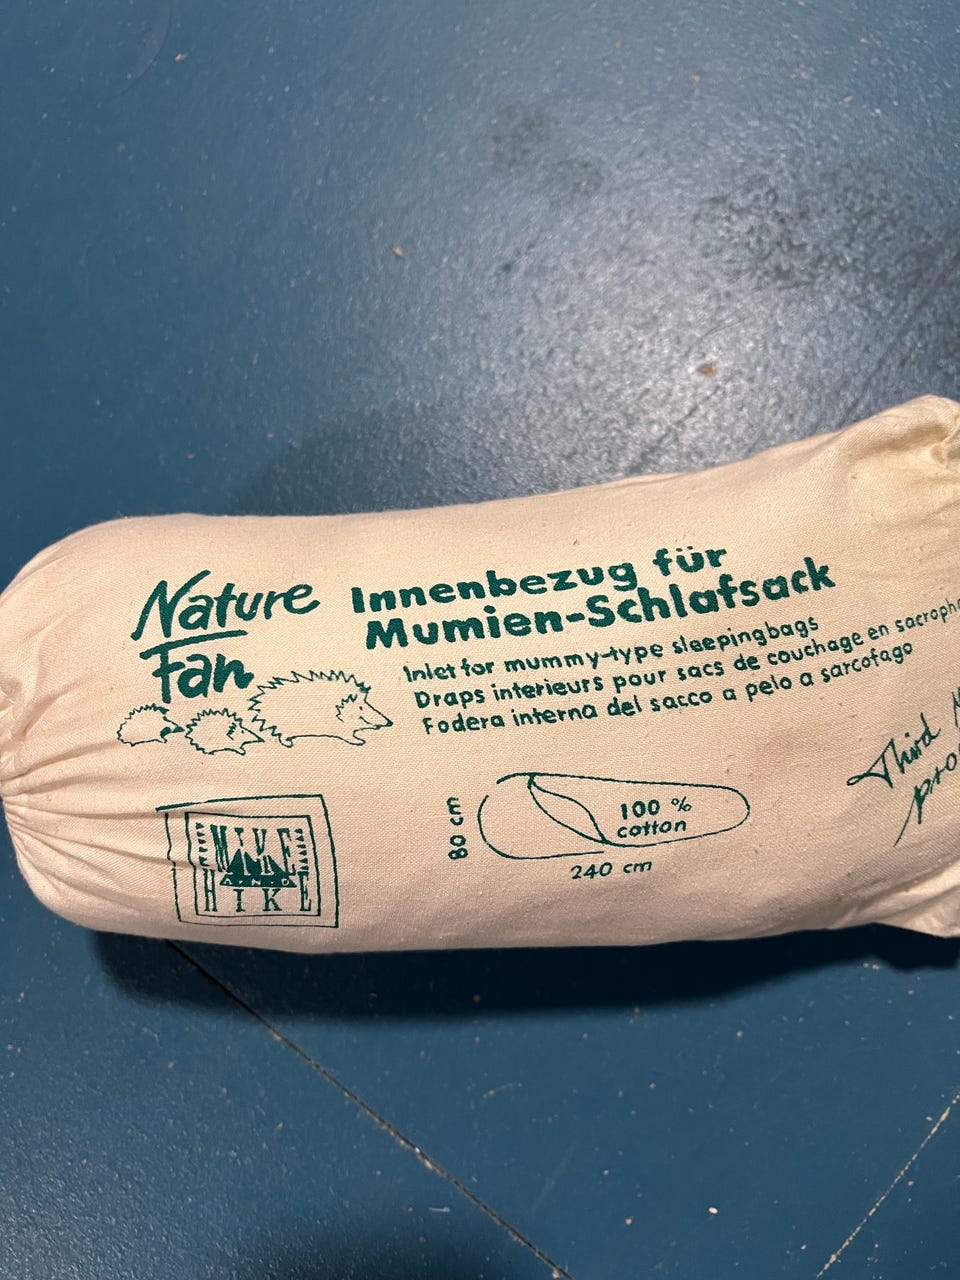 Nature
Fan
Innenbezug für
Mumien-Schlafsack
Inlet for mummy-type sleepingbags
Draps interieurs pour sacs de couchage en
Fodera interna del sacco a pelo a sarcofago
Third
MIKE
AND
HIKE
80 cm
100 %
cotton
240 cm